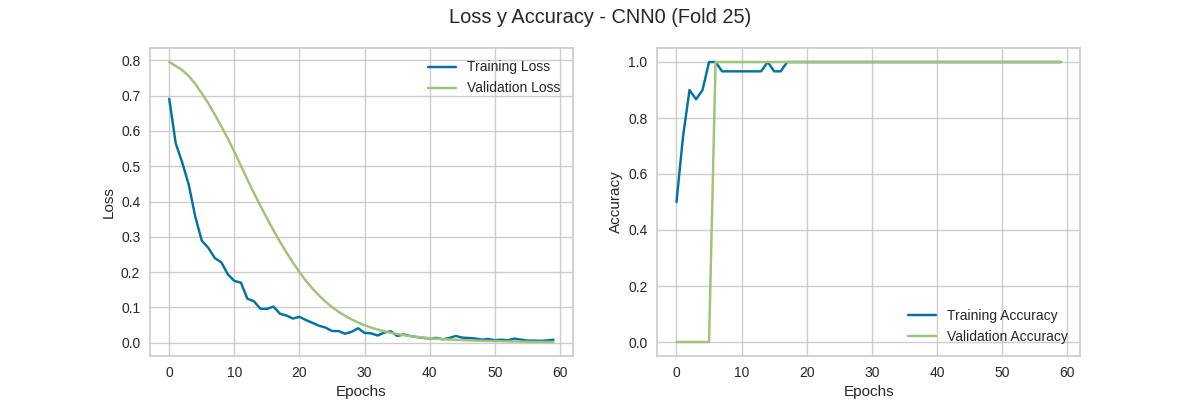 Loss y Accuracy - CNN0 (Fold 25)
0.8
0.7
0.6
0.5
0.4
0.3
0.2
0.1
0.0
Loss
0 10 20 30 40 50 60
Epochs
Training Loss
Validation Loss
1.0
0.8
0.6
0.4
0.2
0.0
Accuracy
0 10 20 30 40 50 60
Epochs
Training Accuracy
Validation Accuracy